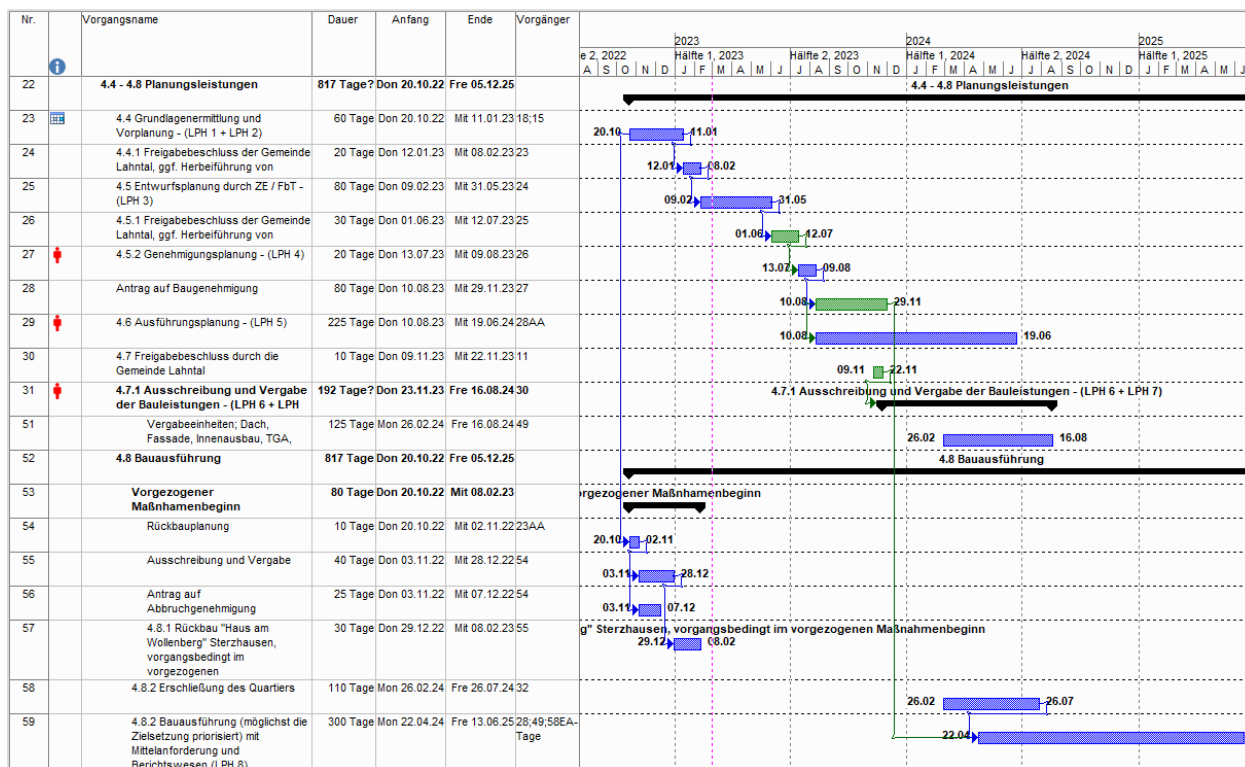 Nr. Vorgangsname Dauer Anfang Ende Vorgänger
2023 2024 2025
e 2, 2022 Hälfte 1, 2023 Hälfte 2, 2023 Hälfte 1, 2024 Hälfte 2, 2024 Hälfte 1, 2025
A S O N D J F M A M J J A S O N D J F M A M J J A S O N D J F M A M J
22 4.4 - 4.8 Planungsleistungen 817 Tage? Don 20.10.22 Fre 05.12.25 4.4 - 4.8 Planungsleistungen
23 4.4 Grundlagenermittlung und 60 Tage Don 20.10.22 Mit 11.01.23 18;15
Vorplanung - (LPH 1 + LPH 2) 20.10 11.01
24 4.4.1 Freigabebeschluss der Gemeinde 20 Tage Don 12.01.23 Mit 08.02.23 23
Lahntal, ggf. Herbeiführung von 12.01 08.02
25 4.5 Entwurfsplanung durch ZE / FbT - 80 Tage Don 09.02.23 Mit 31.05.23 24
(LPH 3) 09.02 31.05
26 4.5.1 Freigabebeschluss der Gemeinde 30 Tage Don 01.06.23 Mit 12.07.23 25
Lahntal, ggf. Herbeiführung von 01.06 12.07
27 4.5.2 Genehmigungsplanung - (LPH 4) 20 Tage Don 13.07.23 Mit 09.08.23 26
13.07 09.08
28 Antrag auf Baugenehmigung 80 Tage Don 10.08.23 Mit 29.11.23 27
10.08 29.11
29 4.6 Ausführungsplanung - (LPH 5) 225 Tage Don 10.08.23 Mit 19.06.24 28AA
10.08 19.06
30 4.7 Freigabebeschluss durch die 10 Tage Don 09.11.23 Mit 22.11.23 11
Gemeinde Lahntal 09.11 22.11
31 4.7.1 Ausschreibung und Vergabe 192 Tage? Don 23.11.23 Fre 16.08.24 30 4.7.1 Ausschreibung und Vergabe der Bauleistungen - (LPH 6 + LPH 7)
der Bauleistungen - (LPH 6 + LPH
51 Vergabeeinheiten; Dach, 125 Tage Mon 26.02.24 Fre 16.08.24 49
Fassade, Innenausbau, TGA, 26.02 16.08
52 4.8 Bauausführung 817 Tage Don 20.10.22 Fre 05.12.25 4.8 Bauausführung
53 Vorgezogener 80 Tage Don 20.10.22 Mit 08.02.23 orgezogener Maßnhamenbeginn
Maßnhamenbeginn
54 Rückbauplanung 10 Tage Don 20.10.22 Mit 02.11.22 23AA
20.10 02.11
55 Ausschreibung und Vergabe 40 Tage Don 03.11.22 Mit 28.12.22 54
03.11 28.12
56 Antrag auf 25 Tage Don 03.11.22 Mit 07.12.22 54
Abbruchgenehmigung 03.11 07.12
57 4.8.1 Rückbau "Haus am 30 Tage Don 29.12.22 Mit 08.02.23 55 g" Sterzhausen, vorgangsbedingt im vorgezogenen Maßnahmenbeginn
Wollenberg" Sterzhausen, 29.12 08.02
vorgangsbedingt im
vorgezogenen
58 4.8.2 Erschließung des Quartiers 110 Tage Mon 26.02.24 Fre 26.07.24 32
26.02 26.07
59 4.8.2 Bauausführung (möglichst die 300 Tage Mon 22.04.24 Fre 13.06.25 28;49;58EA-
Zielsetzung priorisiert) mit Tage 22.04
Mittelanforderung und
Berichtswesen (LPH 8)